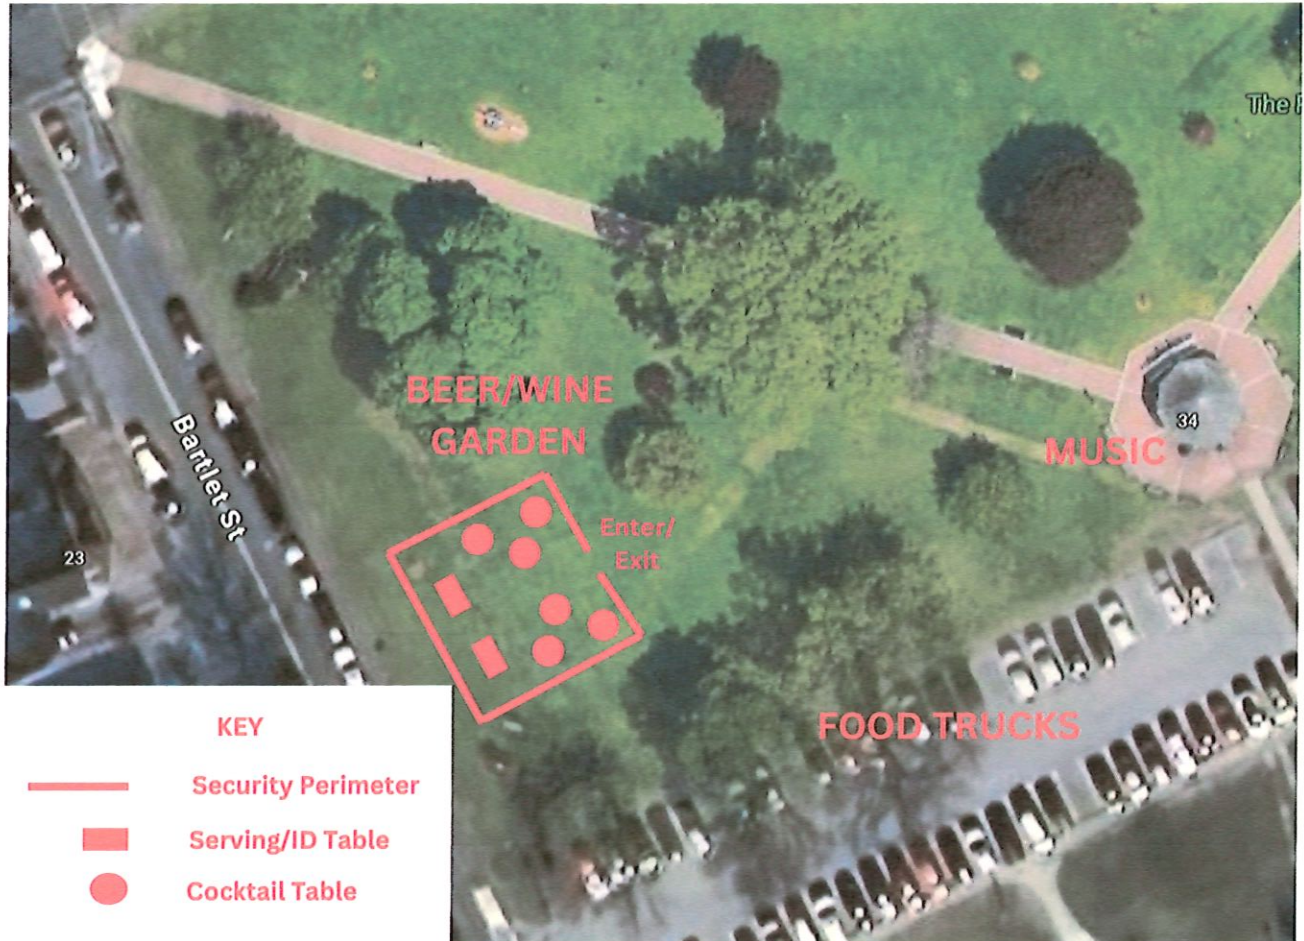 The
BEER/WINE
GARDEN
34
MUSIC
Bartlet St
Enter/
Exit
23
FOOD TRUCKS
KEY
Security Perimeter
Serving/ID Table
Cocktail Table